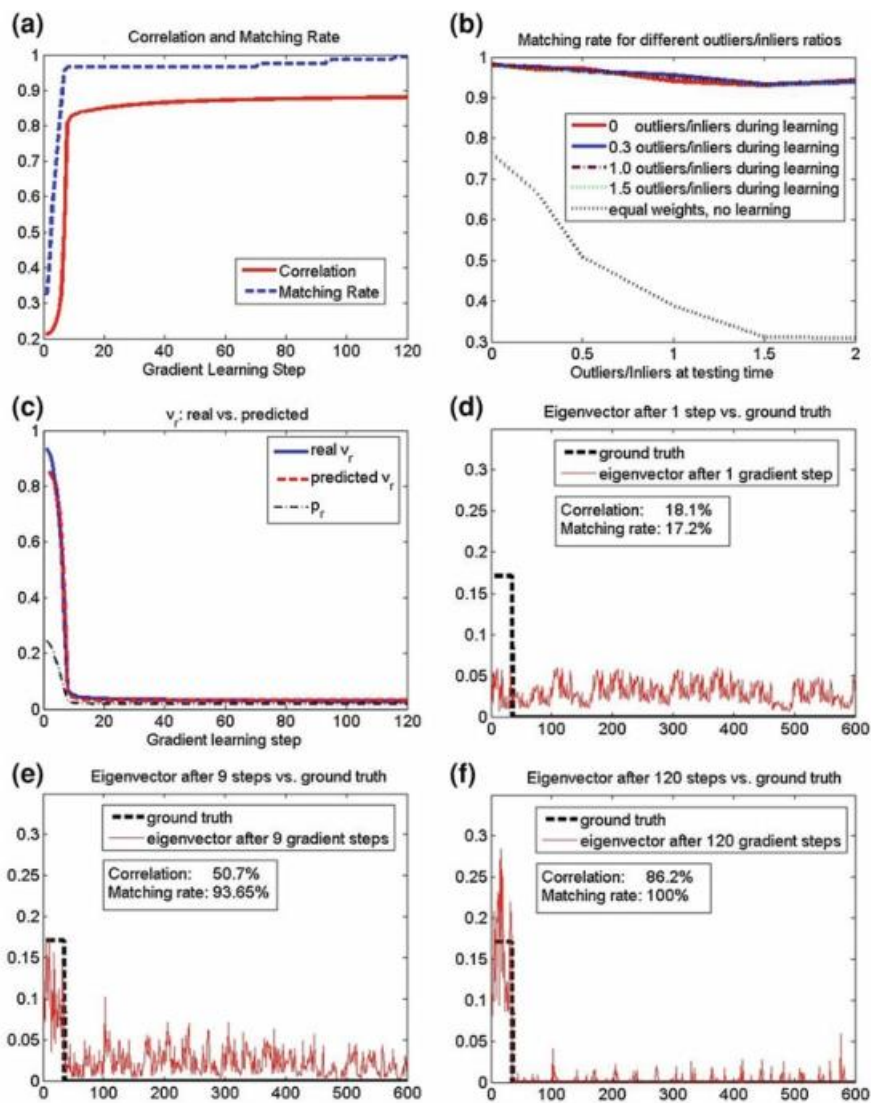 (a)
Correlation and Matching Rate
1
0.9
0.8
0.7
0.6
0.5
0.4
0.3
0.2
Correlation
Matching Rate
0 20 40 60 80 100 120
Gradient Learning Step
(b)
Matching rate for different outliers/inliers ratios
1
0.9
0.8
0.7
0.6
0.5
0.4
0.3
0 outliers/inliers during learning
0.3 outliers/inliers during learning
1.0 outliers/inliers during learning
1.5 outliers/inliers during learning
equal weights, no learning
0 0.5 1 1.5 2
Outliers/Inliers at testing time
(c)
vr: real vs. predicted
1
0.8
0.6
0.4
0.2
0
real vr
predicted vr
pr
0 20 40 60 80 100 120
Gradient learning step
(d)
Eigenvector after 1 step vs. ground truth
0.3
0.25
0.2
0.15
0.1
0.05
0
ground truth
eigenvector after 1 gradient step
Correlation: 18.1%
Matching rate: 17.2%
0 100 200 300 400 500 600
(e)
Eigenvector after 9 steps vs. ground truth
0.3
0.25
0.2
0.15
0.1
0.05
0
ground truth
eigenvector after 9 gradient steps
Correlation: 50.7%
Matching rate: 93.65%
0 100 200 300 400 500 600
(f)
Eigenvector after 120 steps vs. ground truth
0.3
0.25
0.2
0.15
0.1
0.05
0
ground truth
eigenvector after 120 gradient steps
Correlation: 86.2%
Matching rate: 100%
0 100 200 300 400 500 600